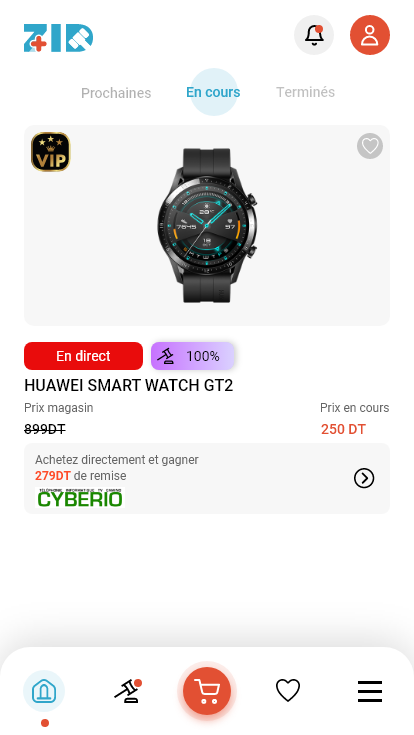 ZID
Prochaines
En cours
Terminés
VIP
En direct
100%
HUAWEI SMART WATCH GT2
Prix magasin
Prix en cours
899DT
250 DT
Achetez directement et gagner
279DT de remise
CYBERIO